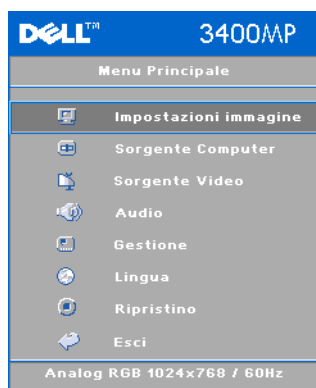 DELL™ 3400MP
Menu Principale
Impostazioni immagine
Sorgente Computer
Sorgente Video
Audio
Gestione
Lingua
Ripristino
Esci
Analog RGB 1024x768 / 60Hz